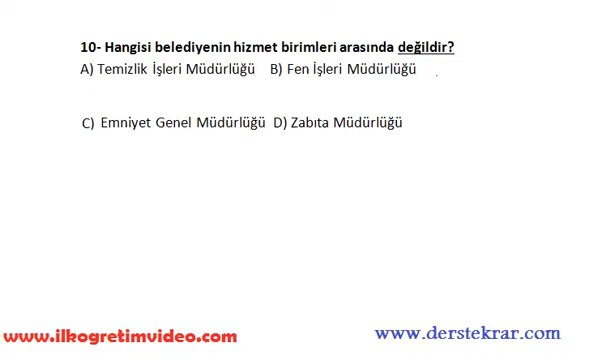 10- Hangisi belediyenin hizmet birimleri arasında değildir?
A) Temizlik İşleri Müdürlüğü B) Fen İşleri Müdürlüğü
C) Emniyet Genel Müdürlüğü D) Zabıta Müdürlüğü
www.ilkogretimvideo.com
www.derstekrar.com